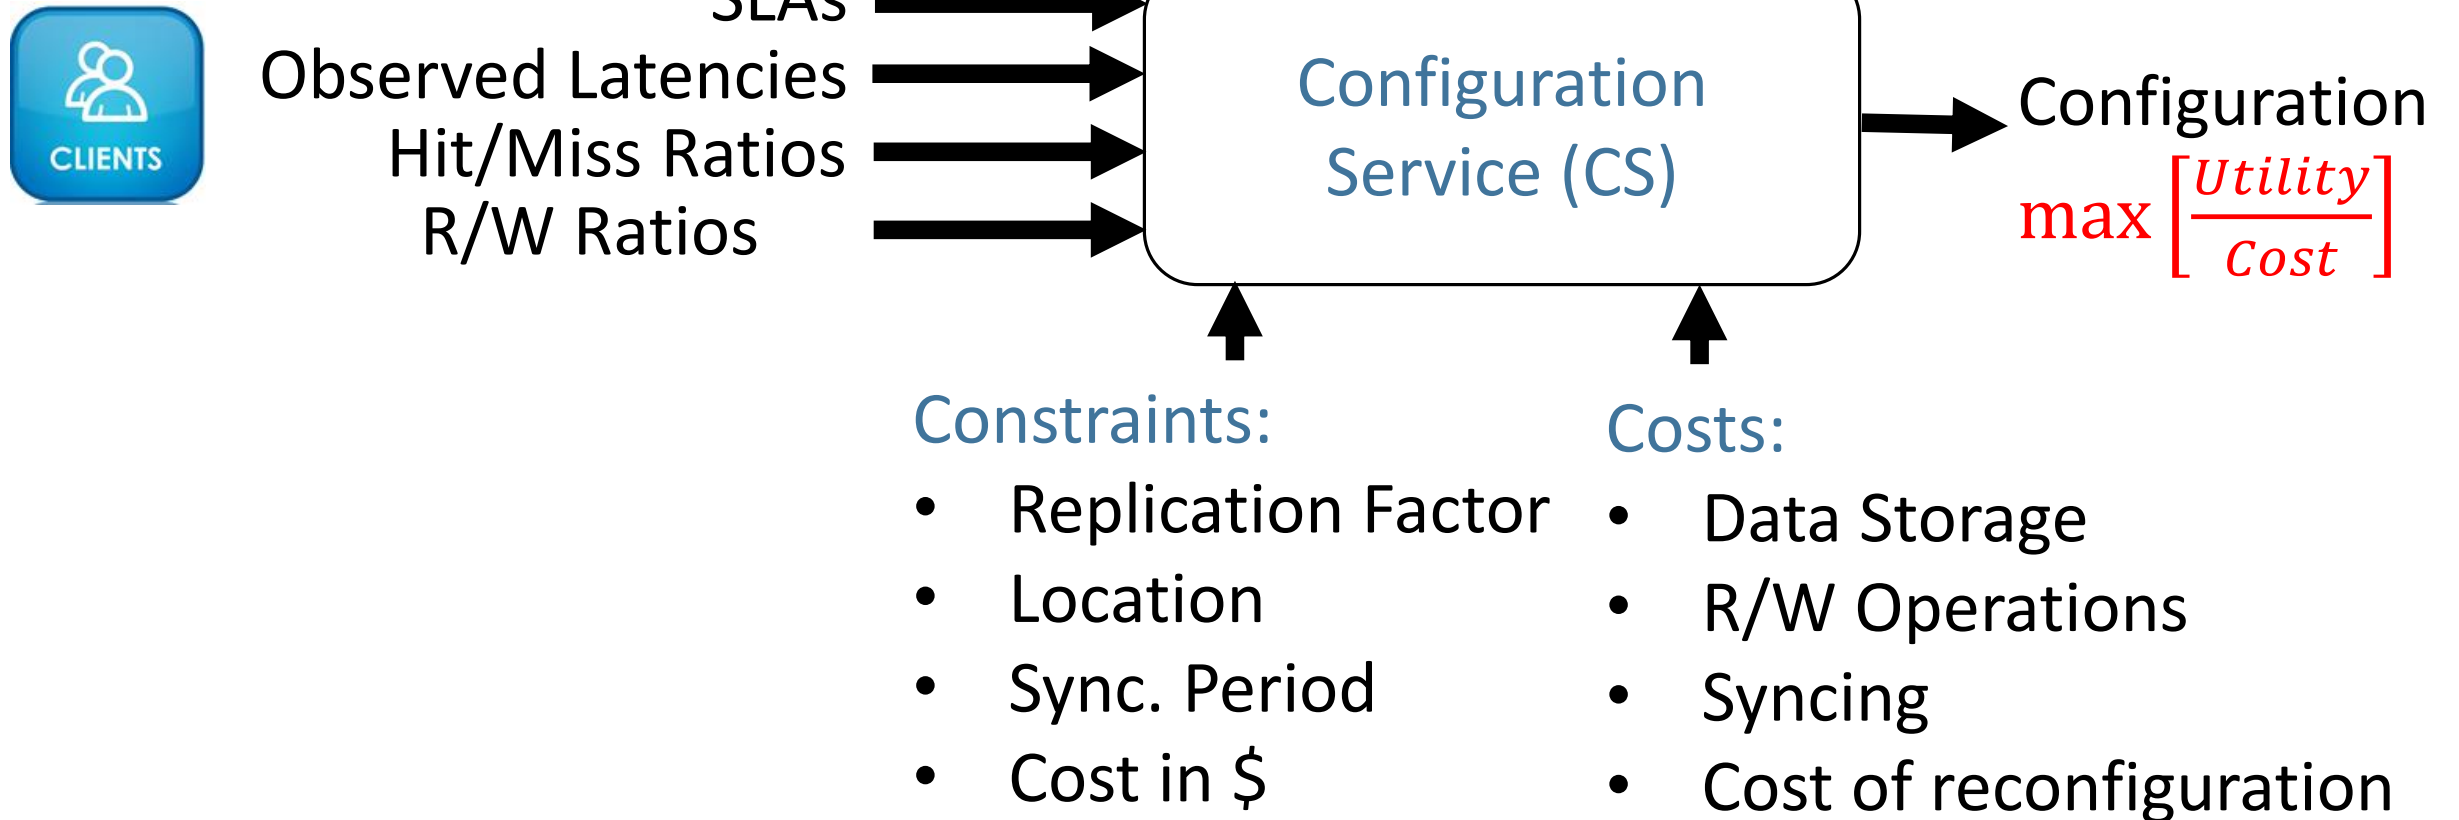 SLAs
CLIENTS
Observed Latencies
Hit/Miss Ratios
R/W Ratios
Configuration
Service (CS)
Configuration
max [Utility/Cost]
Constraints:
• Replication Factor
• Location
• Sync. Period
• Cost in $
Costs:
• Data Storage
• R/W Operations
• Syncing
• Cost of reconfiguration